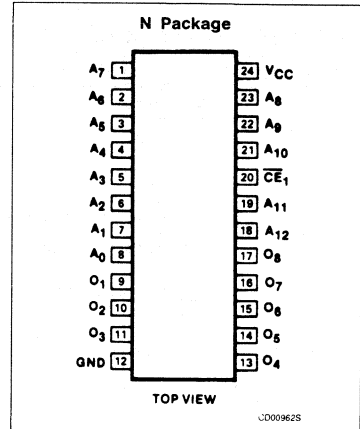 N Package
A7 1 24 VCC
A6 2 23 A8
A5 3 22 A9
A4 4 21 A10
A3 5 20 C̅E̅1
A2 6 19 A11
A1 7 18 A12
A0 8 17 O8
O1 9 16 O7
O2 10 15 O6
O3 11 14 O5
GND 12 13 O4
TOP VIEW
CD00962S